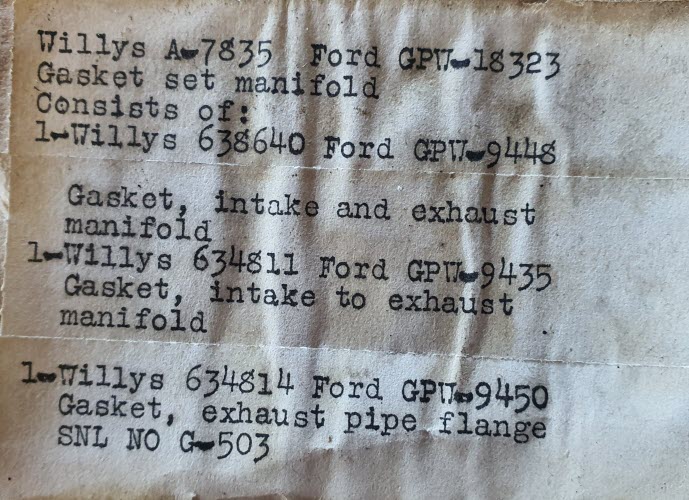 Willys A-7835 Ford GPW-18323
Gasket set manifold
Consists of:
1-Willys 638640 Ford GPW-9448
Gasket, intake and exhaust
manifold
1-Willys 634811 Ford GPW-9435
Gasket, intake to exhaust
manifold
1-Willys 634814 Ford GPW-9450
Gasket, exhaust pipe flange
SNL NO G-503